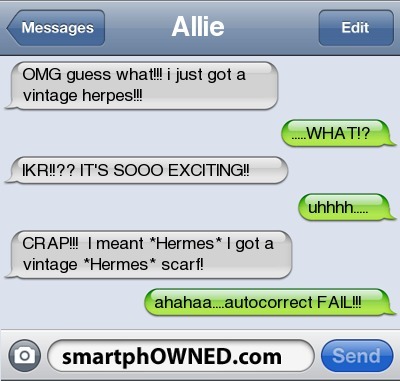 Messages
Allie
Edit
OMG guess what!!! i just got a
vintage herpes!!!
.....WHAT!?
IKR!!?? IT'S SOOO EXCITING!!
uhhhh.....
CRAP!!! I meant *Hermes* I got a
vintage *Hermes* scarf!
ahahaa....autocorrect FAIL!!!
smartphOWNED.com
Send